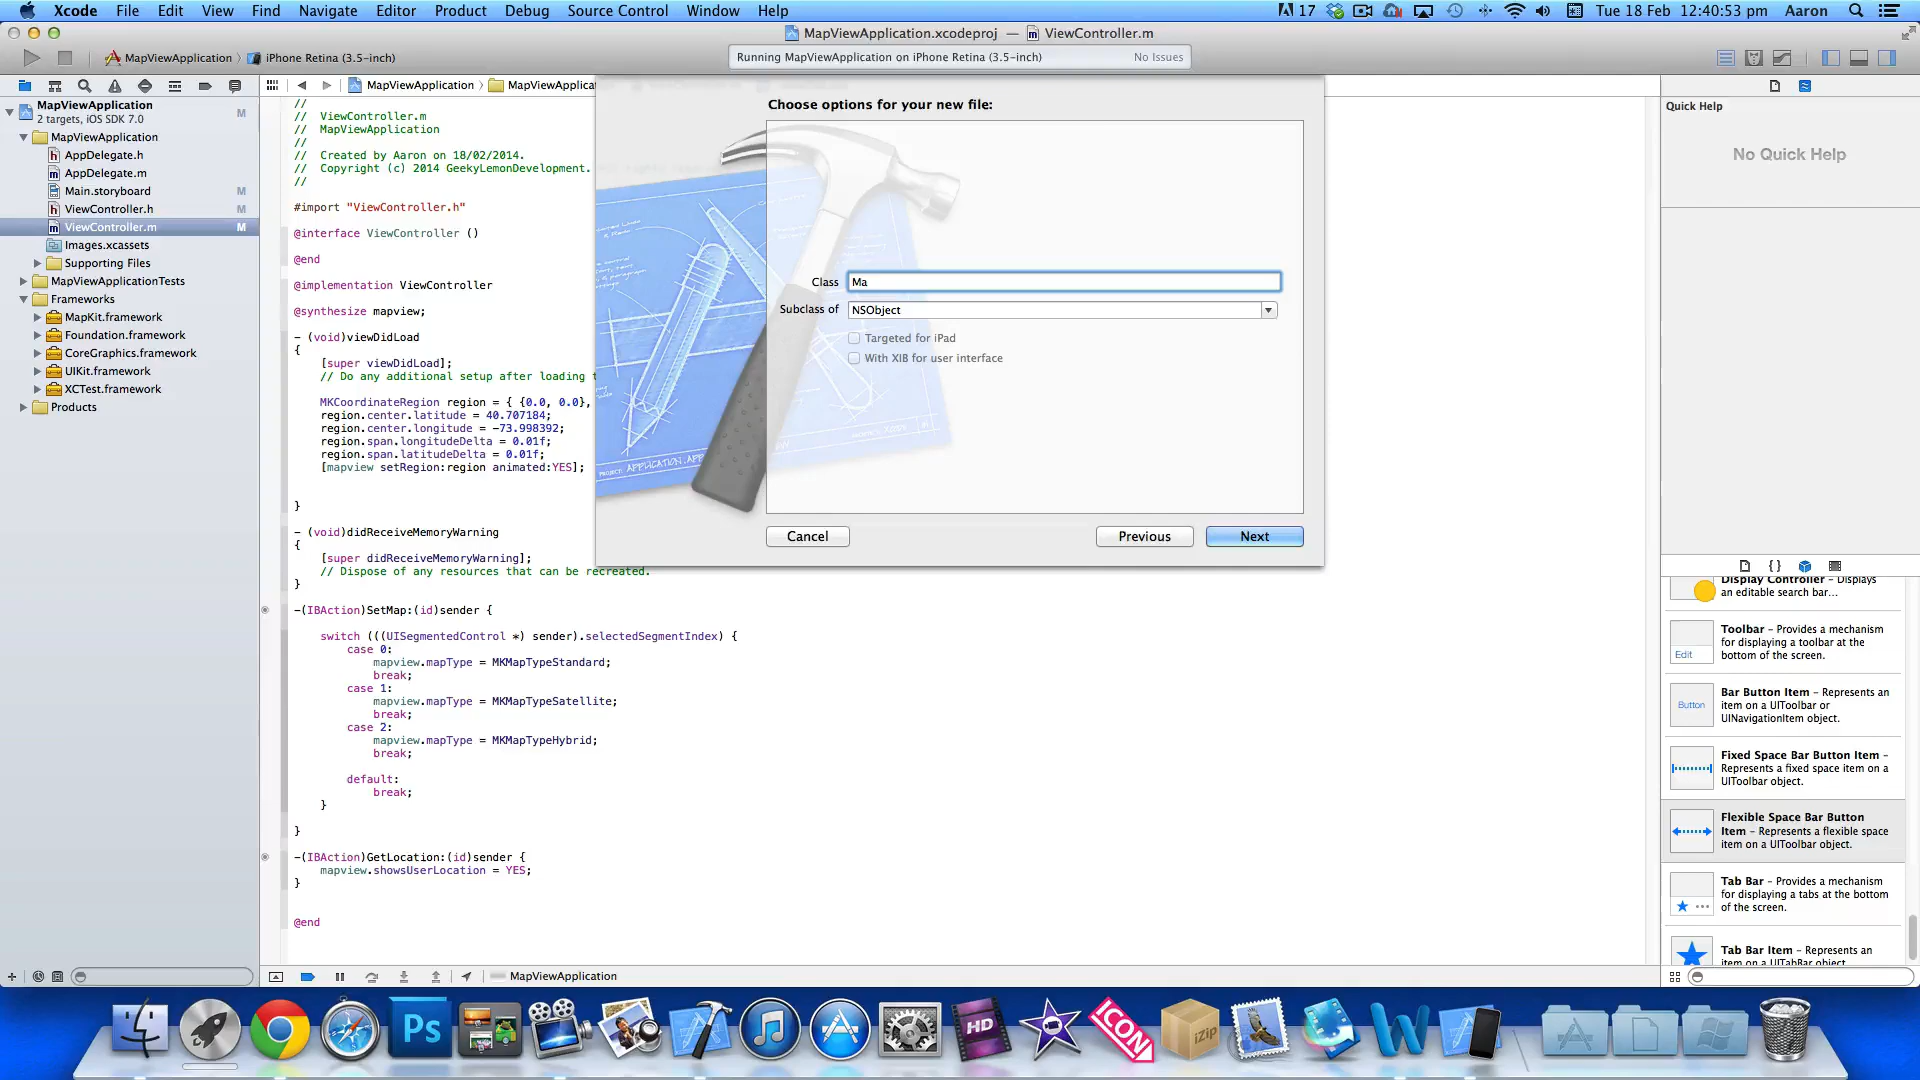 Xcode File Edit View Find Navigate Editor Product Debug Source Control Window Help
17
Tue 18 Feb 12:40:53 pm Aaron
MapViewApplication.xcodeproj — ViewController.m
MapViewApplication iPhone Retina (3.5-inch)
Running MapViewApplication on iPhone Retina (3.5-inch) No Issues
MapViewApplication
2 targets, iOS SDK 7.0
M
MapViewApplication
AppDelegate.h
AppDelegate.m
Main.storyboard M
ViewController.h M
ViewController.m M
Images.xcassets
Supporting Files
MapViewApplicationTests
Frameworks
MapKit.framework
Foundation.framework
CoreGraphics.framework
UIKit.framework
XCTest.framework
Products
MapViewApplication MapViewApplica
//
// ViewController.m
// MapViewApplication
//
// Created by Aaron on 18/02/2014.
// Copyright (c) 2014 GeekyLemonDevelopment.
//
#import "ViewController.h"
@interface ViewController ()
@end
@implementation ViewController
@synthesize mapview;
- (void)viewDidLoad
{
[super viewDidLoad];
// Do any additional setup after loading t
MKCoordinateRegion region = { {0.0, 0.0},
region.center.latitude = 40.707184;
region.center.longitude = -73.998392;
region.span.longitudeDelta = 0.01f;
region.span.latitudeDelta = 0.01f;
[mapview setRegion:region animated:YES];
}
- (void)didReceiveMemoryWarning
{
[super didReceiveMemoryWarning];
// Dispose of any resources that can be recreated.
}
-(IBAction)SetMap:(id)sender {
switch (((UISegmentedControl *) sender).selectedSegmentIndex) {
case 0:
mapview.mapType = MKMapTypeStandard;
break;
case 1:
mapview.mapType = MKMapTypeSatellite;
break;
case 2:
mapview.mapType = MKMapTypeHybrid;
break;
default:
break;
}
}
-(IBAction)GetLocation:(id)sender {
mapview.showsUserLocation = YES;
}
@end
MapViewApplication
Choose options for your new file:
Class Ma
Subclass of NSObject
Targeted for iPad
With XIB for user interface
Cancel Previous Next
Quick Help
No Quick Help
Display Controller – Displays
an editable search bar...
Edit
Toolbar – Provides a mechanism
for displaying a toolbar at the
bottom of the screen.
Button
Bar Button Item – Represents an
item on a UIToolbar or
UINavigationItem object.
Fixed Space Bar Button Item –
Represents a fixed space item on a
UIToolbar object.
Flexible Space Bar Button
Item – Represents a flexible space
item on a UIToolbar object.
Tab Bar – Provides a mechanism
for displaying a tabs at the bottom
of the screen.
Tab Bar Item – Represents an
item on a UITabBar object
Ps
HD
ICON
iZip
W